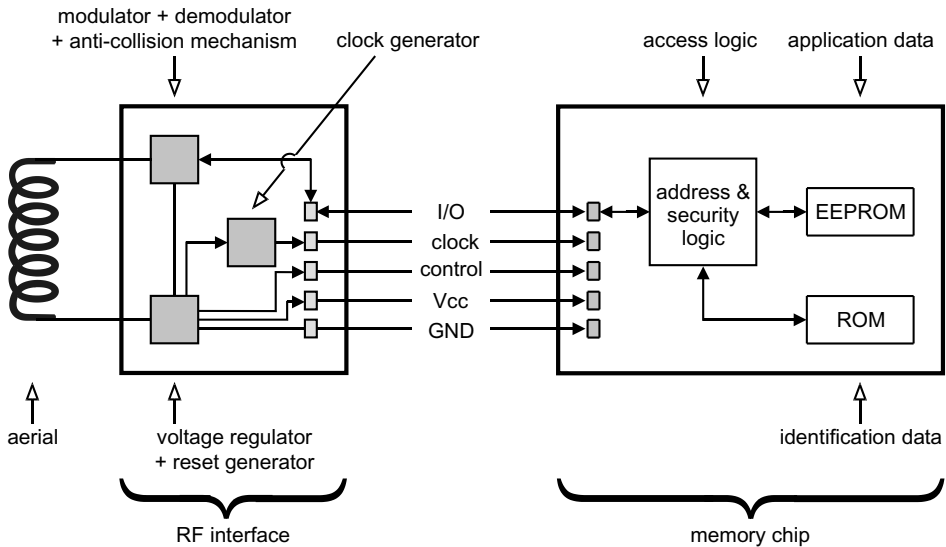 modulator + demodulator
+ anti-collision mechanism
clock generator
access logic
application data
I/O
clock
control
Vcc
GND
address &
security
logic
EEPROM
ROM
aerial
voltage regulator
+ reset generator
identification data
RF interface
memory chip